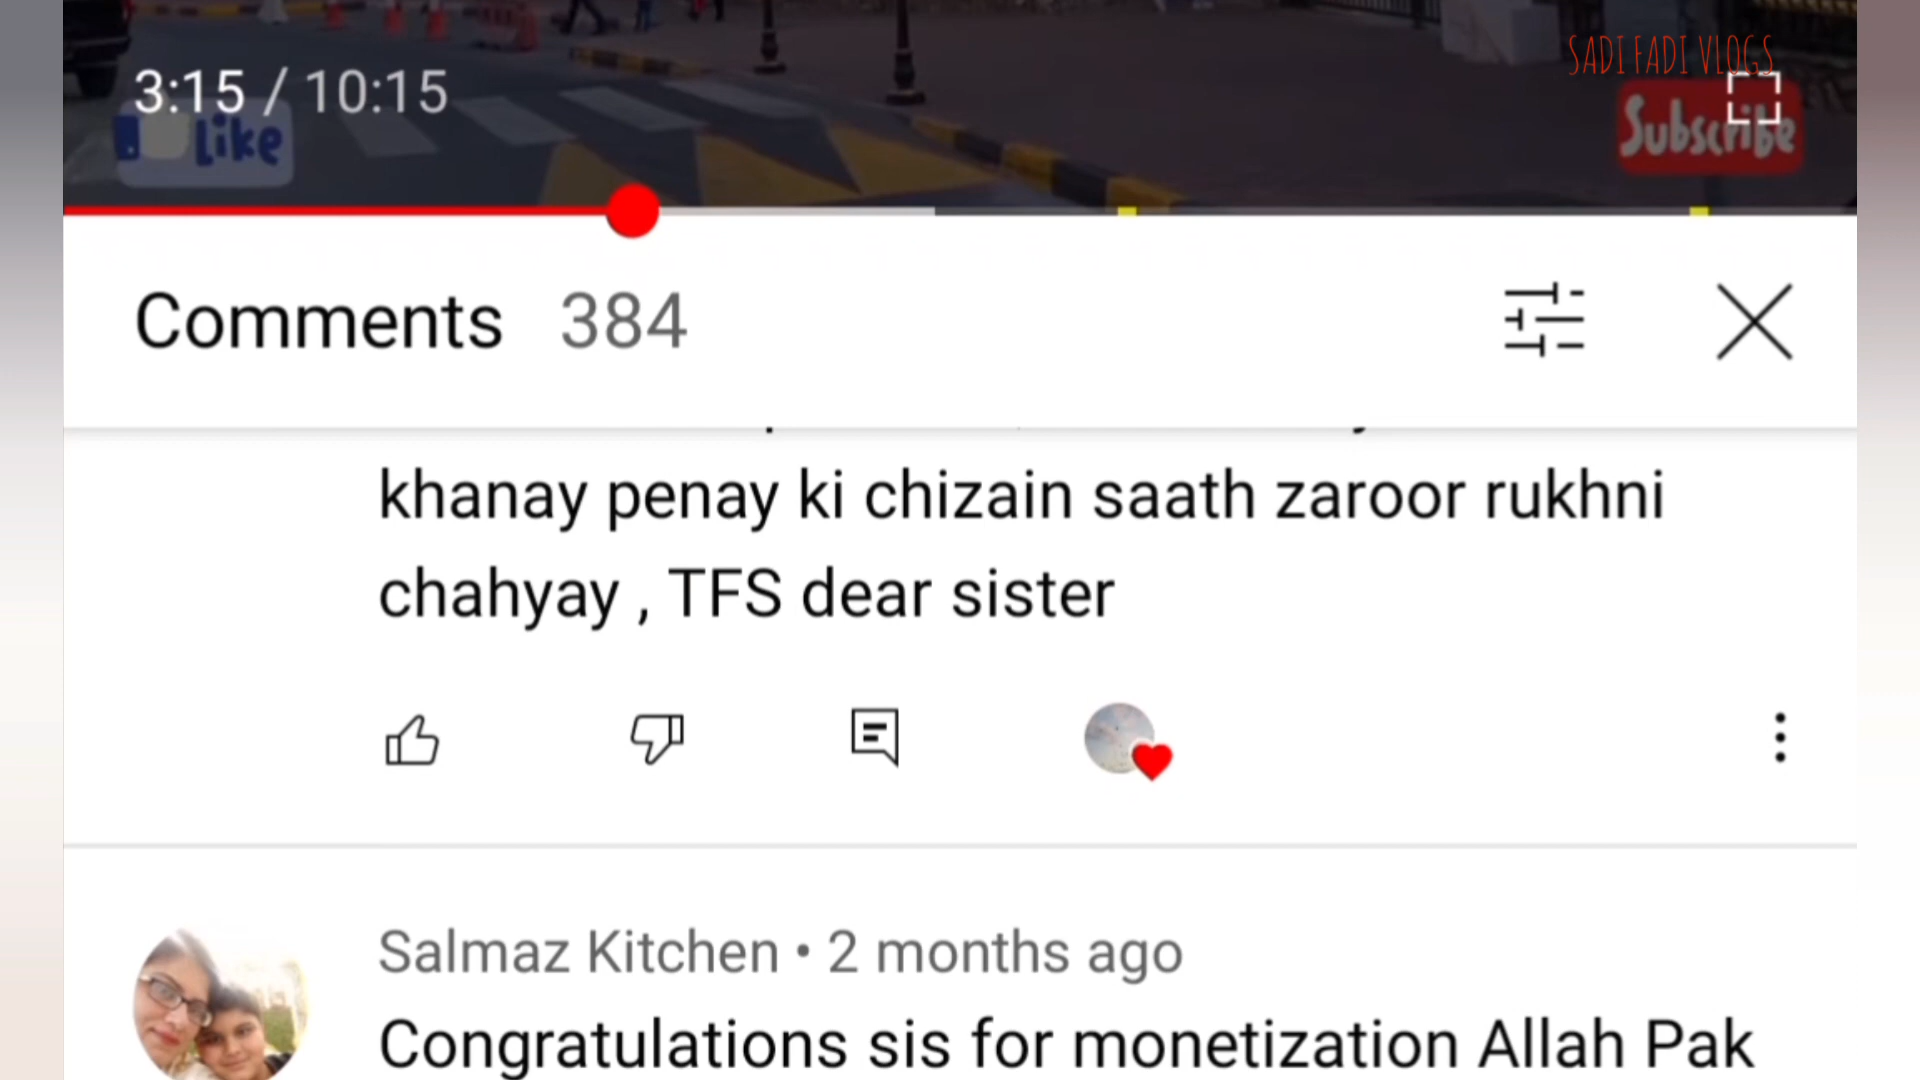 SADI FADI VLOGS
3:15 / 10:15
Like
Subscribe
Comments 384
khanay penay ki chizain saath zaroor rukhni
chahyay , TFS dear sister
Salmaz Kitchen • 2 months ago
Congratulations sis for monetization Allah Pak